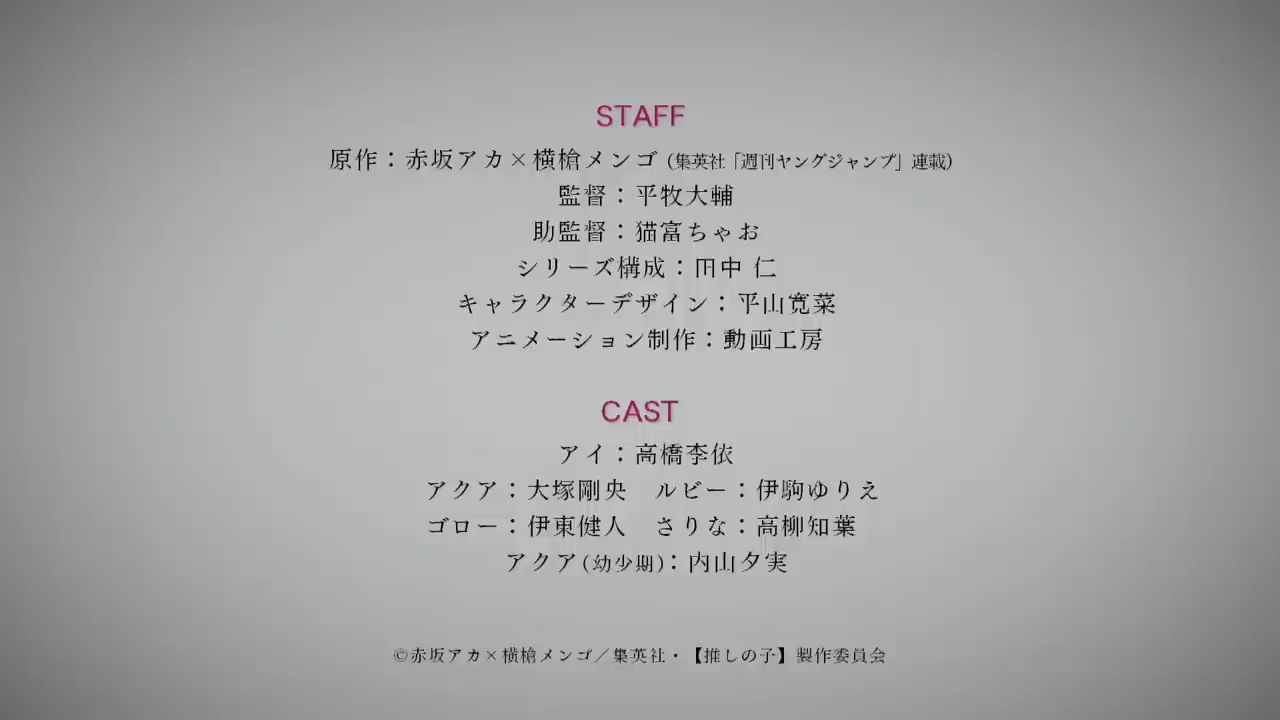 STAFF
原作：赤坂アカ×横槍メンゴ（集英社「週刊ヤングジャンプ」連載）
監督：平牧大輔
助監督：猫富ちゃお
シリーズ構成：田中 仁
キャラクターデザイン：平山寛菜
アニメーション制作：動画工房
CAST
アイ：高橋李依
アクア：大塚剛央　ルビー：伊駒ゆりえ
ゴロー：伊東健人　さりな：高柳知葉
アクア(幼少期)：内山夕実
©赤坂アカ×横槍メンゴ／集英社・【推しの子】製作委員会